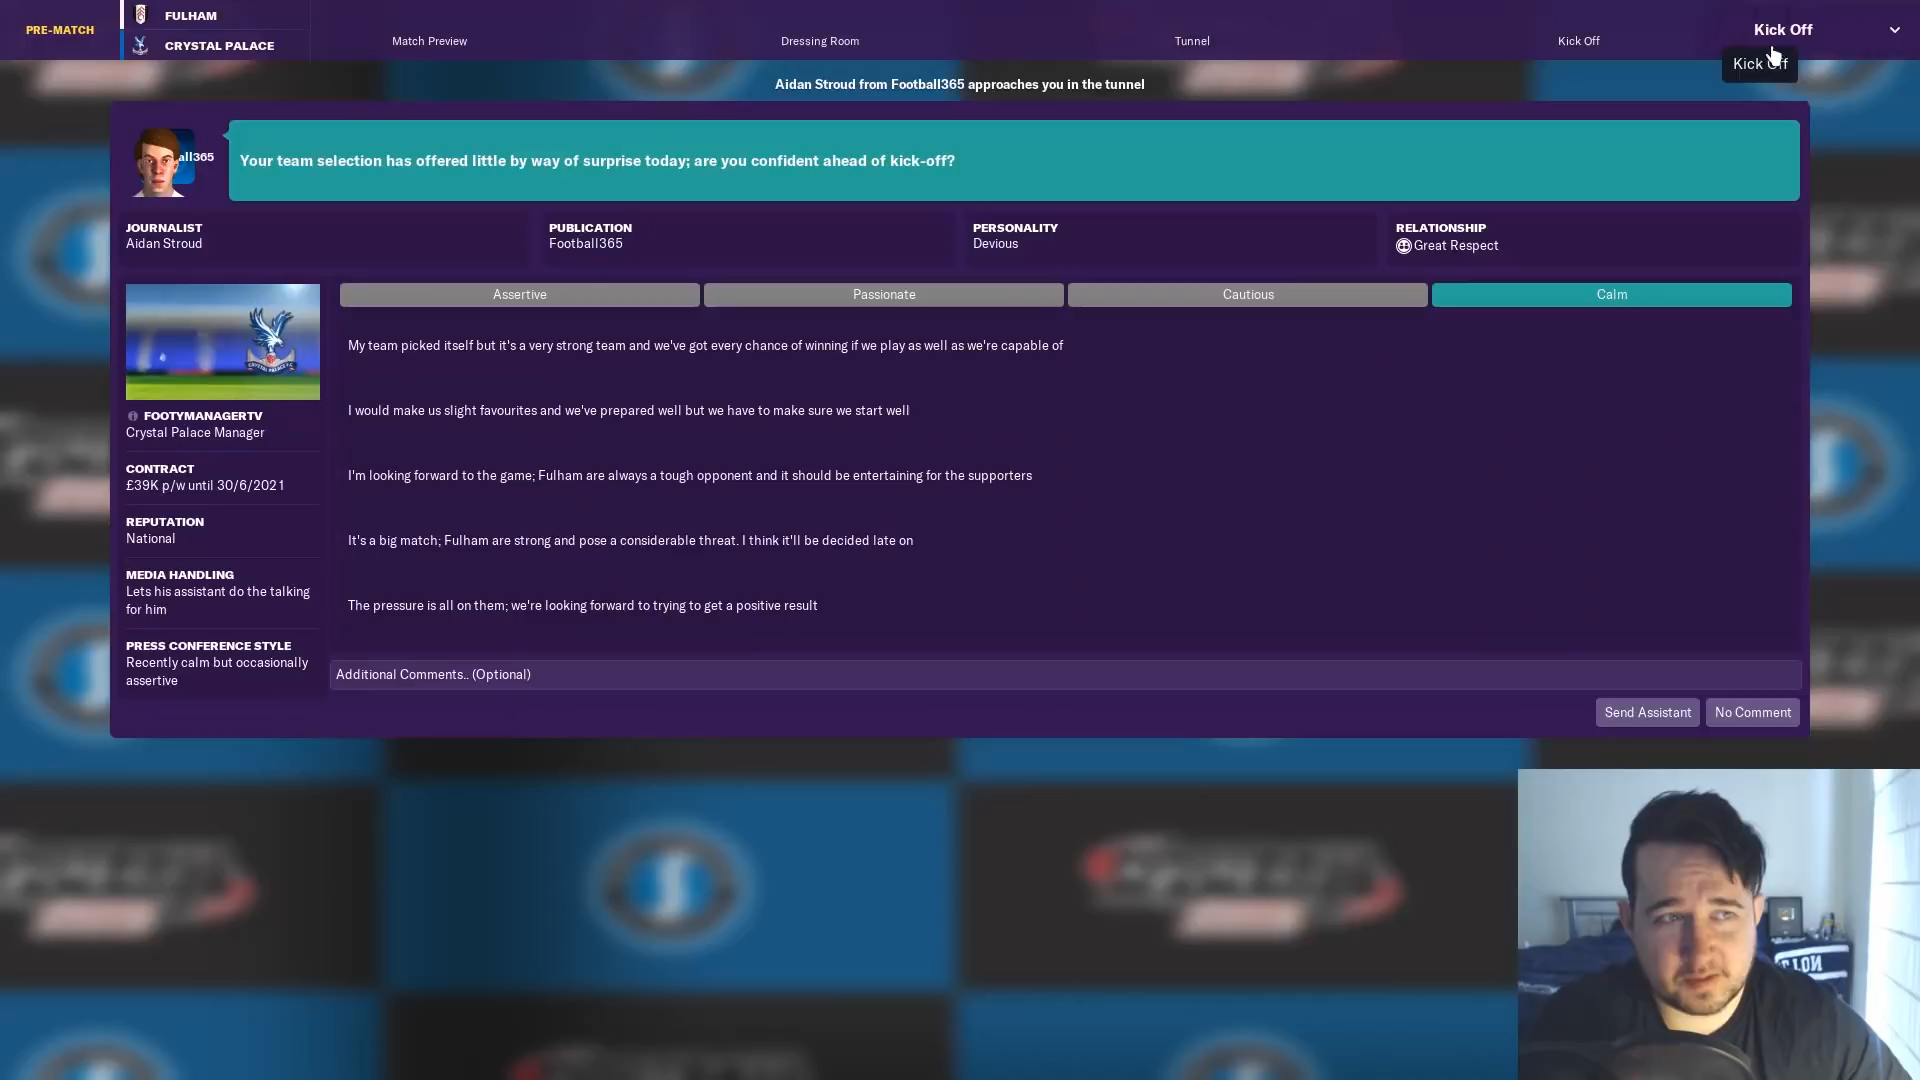 PRE-MATCH
FULHAM
CRYSTAL PALACE
Match Preview
Dressing Room
Tunnel
Kick Off
Kick Off
Kick Off
Aidan Stroud from Football365 approaches you in the tunnel
all365
Your team selection has offered little by way of surprise today; are you confident ahead of kick-off?
JOURNALIST
Aidan Stroud
PUBLICATION
Football365
PERSONALITY
Devious
RELATIONSHIP
Great Respect
Assertive
Passionate
Cautious
Calm
My team picked itself but it's a very strong team and we've got every chance of winning if we play as well as we're capable of
I would make us slight favourites and we've prepared well but we have to make sure we start well
I'm looking forward to the game; Fulham are always a tough opponent and it should be entertaining for the supporters
It's a big match; Fulham are strong and pose a considerable threat. I think it'll be decided late on
The pressure is all on them; we're looking forward to trying to get a positive result
FOOTYMANAGERTV
Crystal Palace Manager
CONTRACT
£39K p/w until 30/6/2021
REPUTATION
National
MEDIA HANDLING
Lets his assistant do the talking
for him
PRESS CONFERENCE STYLE
Recently calm but occasionally
assertive
Additional Comments.. (Optional)
Send Assistant
No Comment